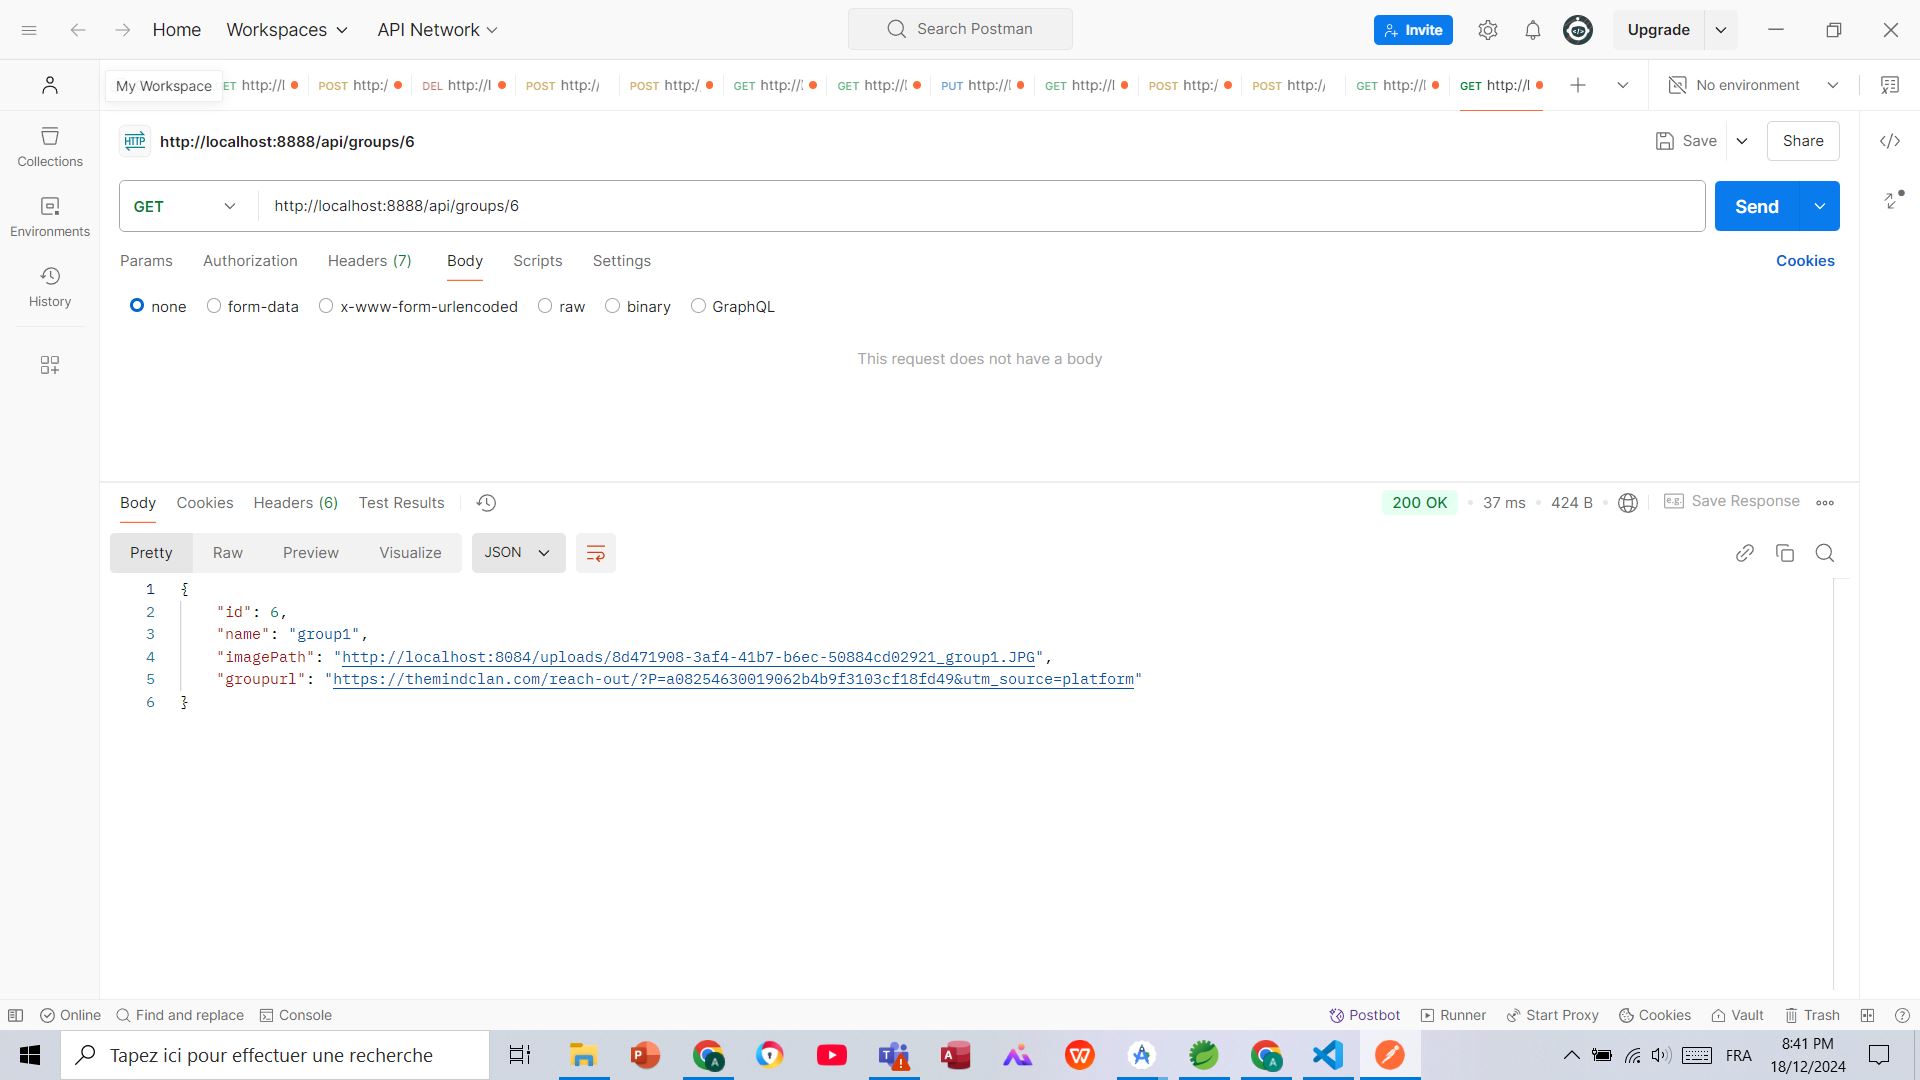 Home Workspaces API Network Search Postman Invite Upgrade
My Workspace ET http://l POST http:/ DEL http://l POST http:/ POST http:/ GET http:// GET http:// PUT http:// GET http://l POST http:/ POST http:/ GET http://l GET http://l No environment
HTTP http://localhost:8888/api/groups/6 Save Share
Collections
GET http://localhost:8888/api/groups/6 Send
Environments
Params Authorization Headers (7) Body Scripts Settings Cookies
History
none form-data x-www-form-urlencoded raw binary GraphQL
This request does not have a body
Body Cookies Headers (6) Test Results 200 OK 37 ms 424 B e.g. Save Response
Pretty Raw Preview Visualize JSON
1 {
2 "id": 6,
3 "name": "group1",
4 "imagePath": "http://localhost:8084/uploads/8d471908-3af4-41b7-b6ec-50884cd02921_group1.JPG",
5 "groupurl": "https://themindclan.com/reach-out/?P=a08254630019062b4b9f3103cf18fd49&utm_source=platform"
6 }
Online Find and replace Console Postbot Runner Start Proxy Cookies Vault Trash
Tapez ici pour effectuer une recherche FRA 8:41 PM
18/12/2024